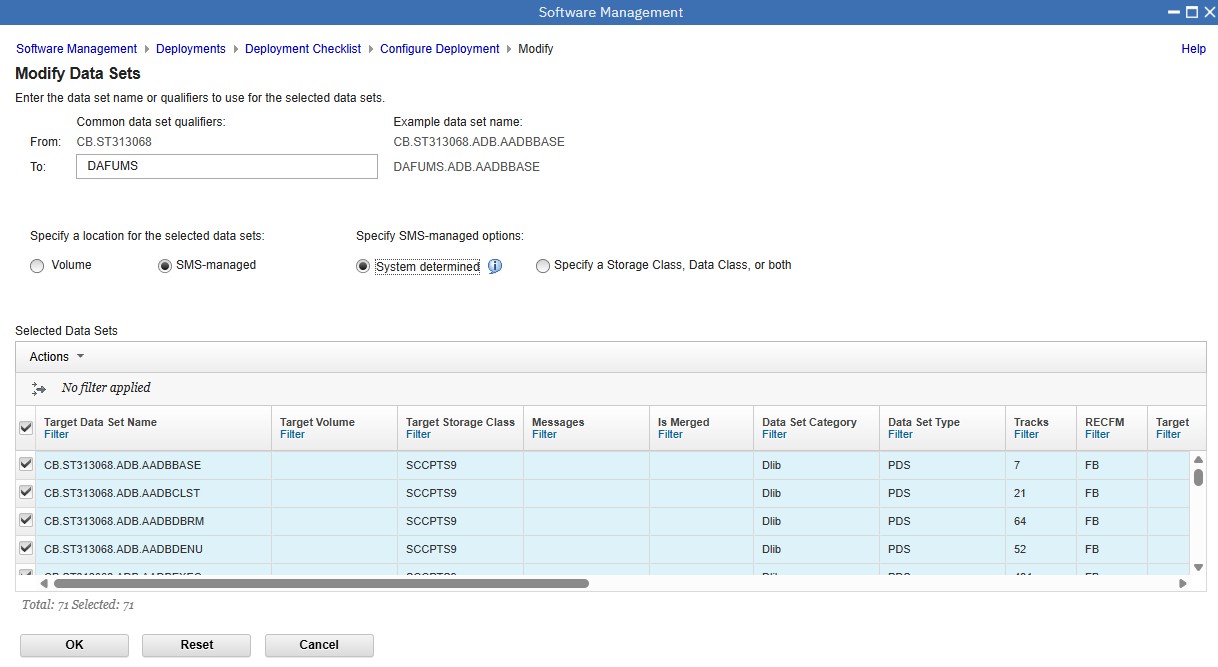 Software Management
Software Management Deployments Deployment Checklist Configure Deployment Modify Help
Modify Data Sets
Enter the data set name or qualifiers to use for the selected data sets.
Common data set qualifiers: Example data set name:
From: CB.ST313068 CB.ST313068.ADB.AADBBASE
To: DAFUMS DAFUMS.ADB.AADBBASE
Specify a location for the selected data sets: Specify SMS-managed options:
Volume SMS-managed System determined Specify a Storage Class, Data Class, or both
Selected Data Sets
Actions
No filter applied
Target Data Set Name Target Volume Target Storage Class Messages Is Merged Data Set Category Data Set Type Tracks RECFM Target
Filter Filter Filter Filter Filter Filter Filter Filter Filter Filter
CB.ST313068.ADB.AADBBASE SCCPTS9 Dlib PDS 7 FB
CB.ST313068.ADB.AADBCLST SCCPTS9 Dlib PDS 21 FB
CB.ST313068.ADB.AADBDBRM SCCPTS9 Dlib PDS 64 FB
CB.ST313068.ADB.AADBDENU SCCPTS9 Dlib PDS 52 FB
Total: 71 Selected: 71
OK Reset Cancel